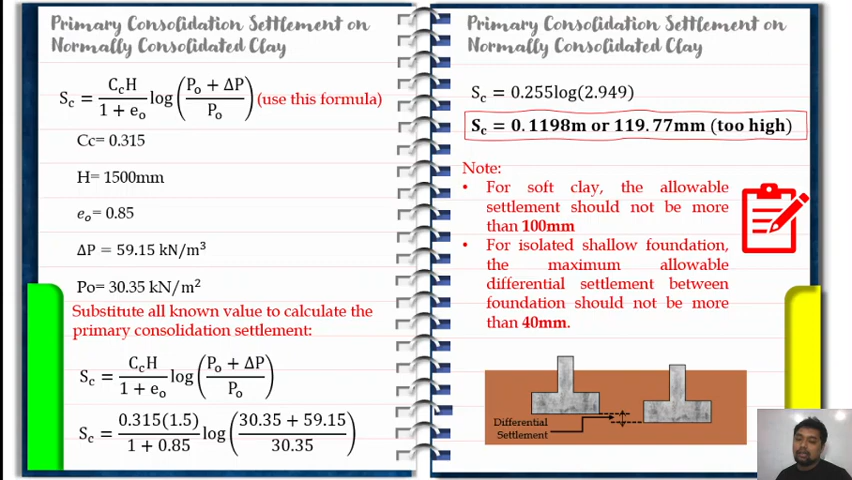 Primary Consolidation Settlement on
Normally Consolidated Clay
S_c = C_cH / 1 + e_o log(P_o + ΔP / P_o) (use this formula)
Cc= 0.315
H= 1500mm
e_o= 0.85
ΔP = 59.15 kN/m³
Po= 30.35 kN/m²
Substitute all known value to calculate the
primary consolidation settlement:
S_c = C_cH / 1 + e_o log(P_o + ΔP / P_o)
S_c = 0.315(1.5) / 1 + 0.85 log(30.35 + 59.15 / 30.35)
Primary Consolidation Settlement on
Normally Consolidated Clay
S_c = 0.255log(2.949)
S_c = 0.1198m or 119.77mm (too high)
Note:
• For soft clay, the allowable
settlement should not be more
than 100mm
• For isolated shallow foundation,
the maximum allowable
differential settlement between
foundation should not be more
than 40mm.
Differential
Settlement